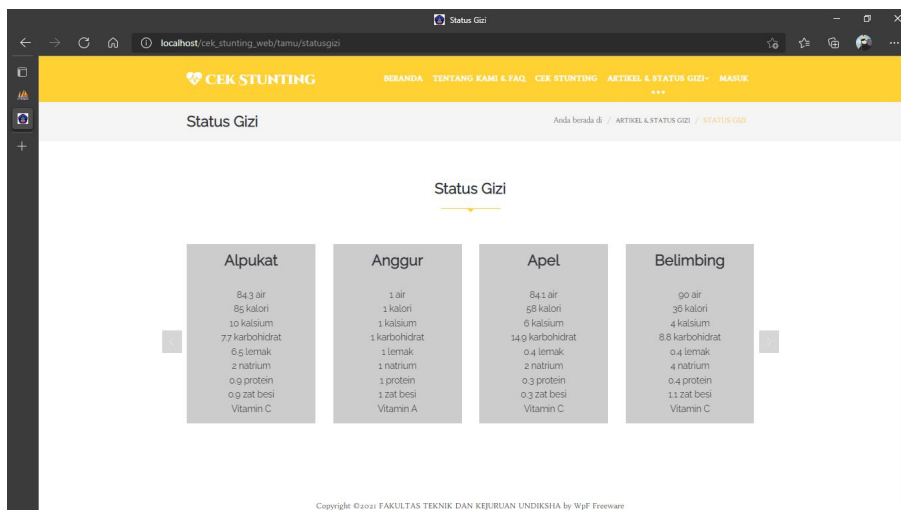 Status Gizi
localhost/cek_stunting_web/tamu/statusgizi
CEK STUNTING
BERANDA TENTANG KAMI & FAQ CEK STUNTING ARTIKEL & STATUS GIZI MASUK
Status Gizi
Anda berada di / ARTIKEL & STATUS GIZI / STATUS GIZI
Status Gizi
Alpukat
84.3 air
85 kalori
10 kalsium
7.7 karbohidrat
6.5 lemak
2 natrium
0.9 protein
0.9 zat besi
Vitamin C
Anggur
1 air
1 kalori
1 kalsium
1 karbohidrat
1 lemak
1 natrium
1 protein
1 zat besi
Vitamin A
Apel
84.1 air
58 kalori
6 kalsium
14.9 karbohidrat
0.4 lemak
2 natrium
0.3 protein
0.3 zat besi
Vitamin C
Belimbing
90 air
36 kalori
4 kalsium
8.8 karbohidrat
0.4 lemak
4 natrium
0.4 protein
1.1 zat besi
Vitamin C
Copyright ©2021 FAKULTAS TEKNIK DAN KEJURUAN UNDIKSHA by WpF Freeware